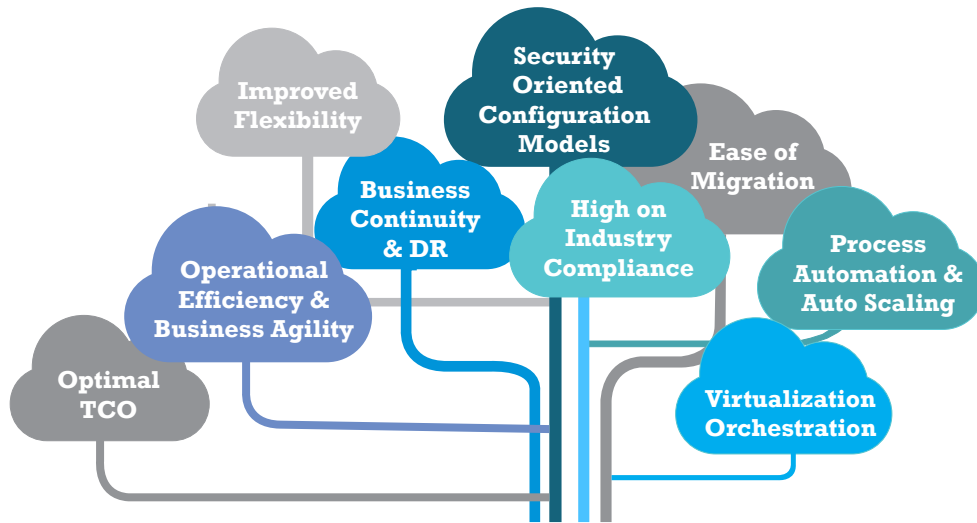 Security
Oriented
Configuration
Models
Improved
Flexibility
Ease of
Migration
Business
Continuity
& DR
High on
Industry
Compliance
Process
Automation &
Auto Scaling
Operational
Efficiency &
Business Agility
Optimal
TCO
Virtualization
Orchestration